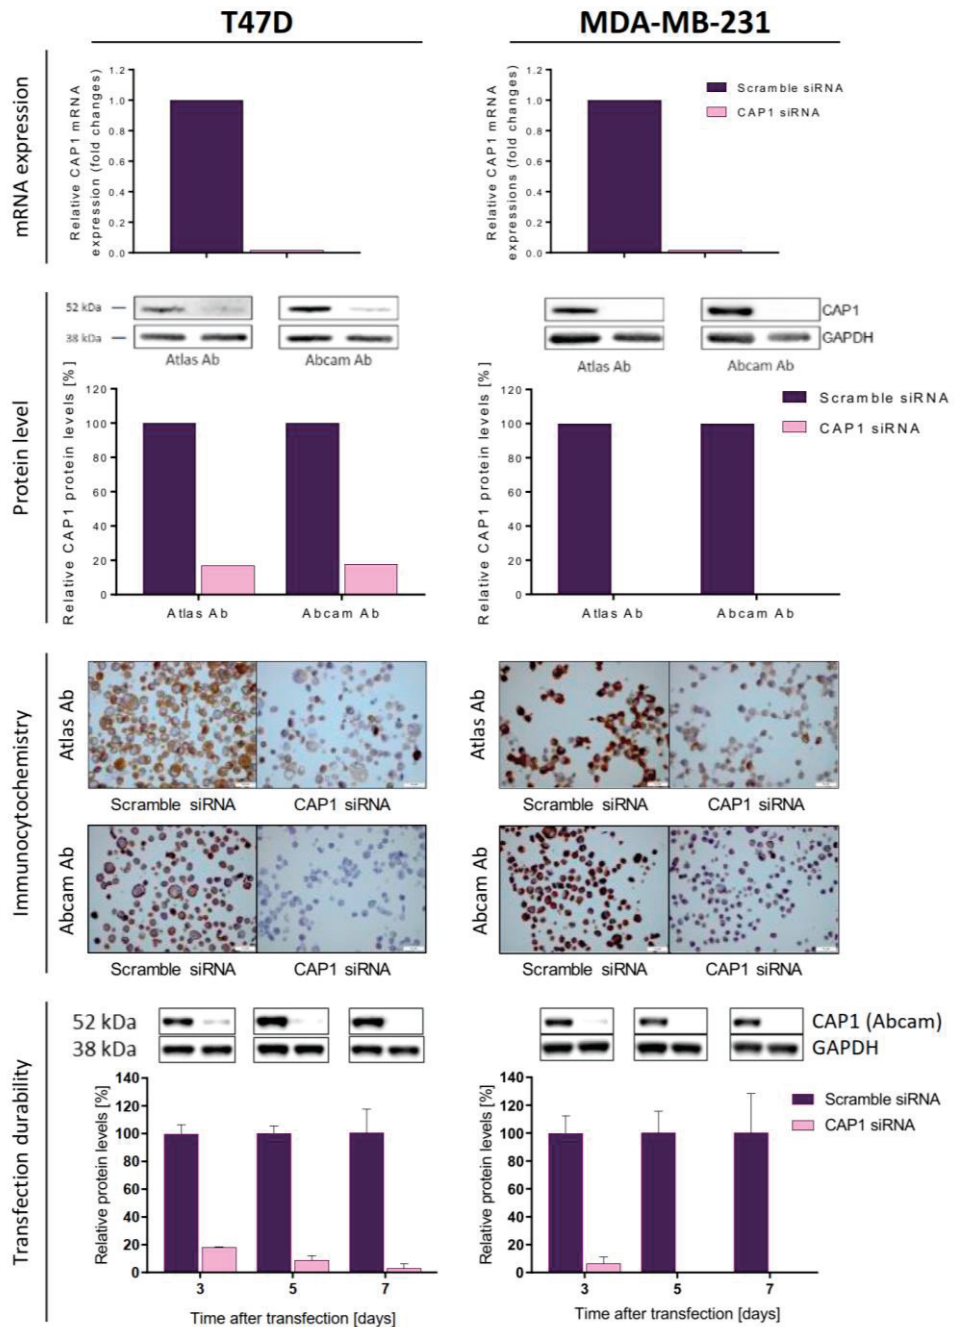 T47D
MDA-MB-231
mRNA expression
Relative CAP1 mRNA
expression (fold changes)
1.2
1.0
0.8
0.6
0.4
0.2
0.0
Relative CAP1 mRNA
expressions (fold changes)
1.2
1.0
0.8
0.6
0.4
0.2
0.0
Scramble siRNA
CAP1 siRNA
Protein level
52 kDa
38 kDa
Atlas Ab
Abcam Ab
CAP1
GAPDH
Atlas Ab
Abcam Ab
Relative CAP1 protein levels [%]
120
100
80
60
40
20
0
Atlas Ab
Abcam Ab
Relative CAP1 protein levels [%]
120
100
80
60
40
20
0
Atlas Ab
Abcam Ab
Scramble siRNA
CAP1 siRNA
Immunocytochemistry
Atlas Ab
Scramble siRNA
CAP1 siRNA
Atlas Ab
Scramble siRNA
CAP1 siRNA
Abcam Ab
Scramble siRNA
CAP1 siRNA
Abcam Ab
Scramble siRNA
CAP1 siRNA
Transfection durability
52 kDa
38 kDa
CAP1 (Abcam)
GAPDH
Relative protein levels [%]
140
120
100
80
60
40
20
0
3
5
7
Time after transfection [days]
Relative protein levels [%]
140
120
100
80
60
40
20
0
3
5
7
Time after transfection [days]
Scramble siRNA
CAP1 siRNA